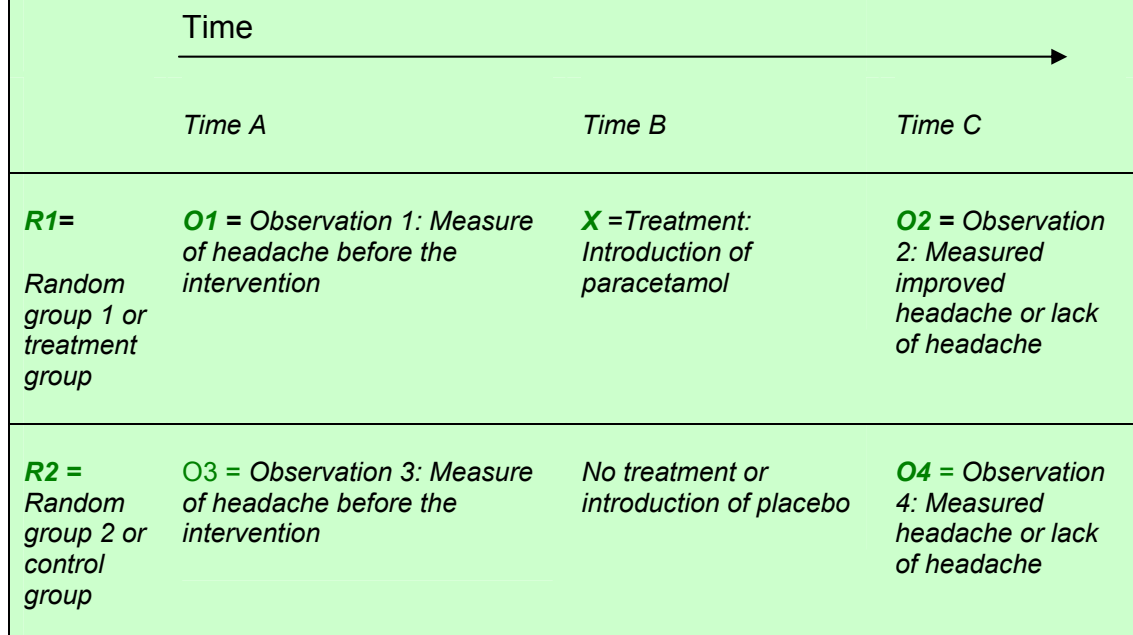 Time
Time A
Time B
Time C
R1=
Random
group 1 or
treatment
group
O1 = Observation 1: Measure
of headache before the
intervention
X =Treatment:
Introduction of
paracetamol
O2 = Observation
2: Measured
improved
headache or lack
of headache
R2 =
Random
group 2 or
control
group
O3 = Observation 3: Measure
of headache before the
intervention
No treatment or
introduction of placebo
O4 = Observation
4: Measured
headache or lack
of headache